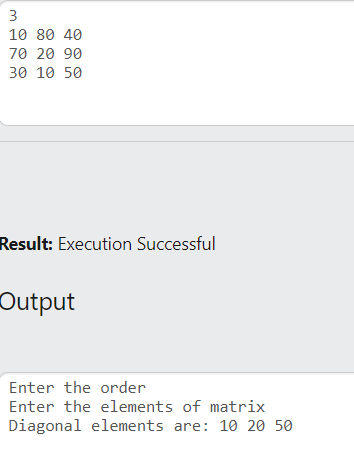 3
10 80 40
70 20 90
30 10 50
Result: Execution Successful
Output
Enter the order
Enter the elements of matrix
Diagonal elements are: 10 20 50